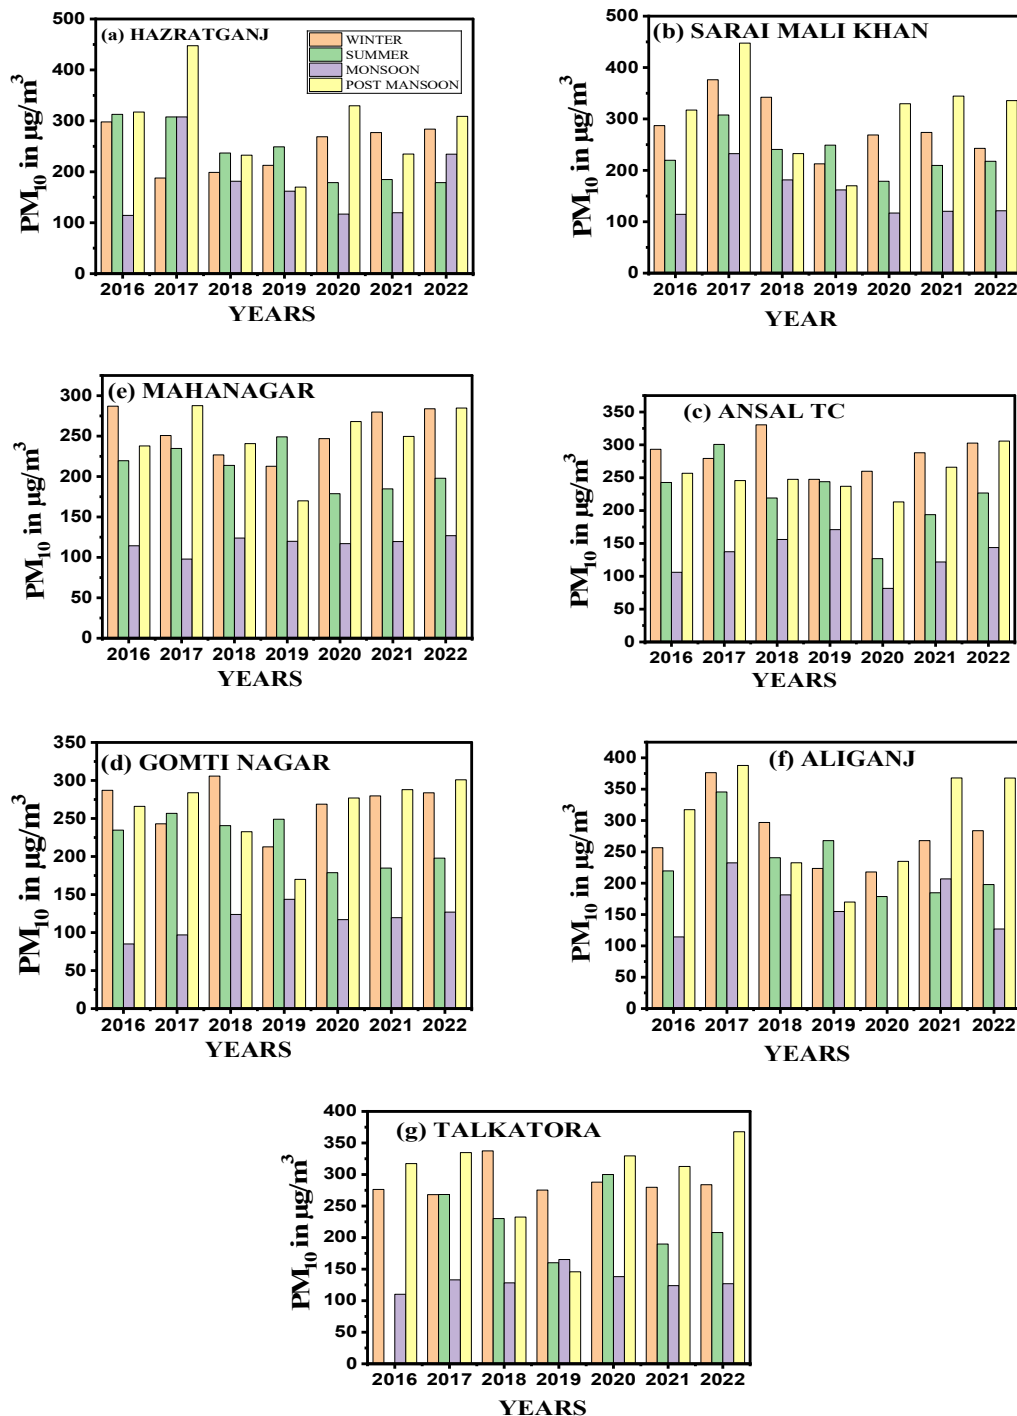 (a) HAZRATGANJ
WINTER
SUMMER
MONSOON
POST MANSOON
500
400
300
200
100
0
PM10 in µg/m3
2016 2017 2018 2019 2020 2021 2022
YEARS
(b) SARAI MALI KHAN
500
400
300
200
100
0
PM10 in µg/m3
2016 2017 2018 2019 2020 2021 2022
YEAR
(e) MAHANAGAR
300
250
200
150
100
50
0
PM10 in µg/m3
2016 2017 2018 2019 2020 2021 2022
YEARS
(c) ANSAL TC
350
300
250
200
150
100
50
0
PM10 in µg/m3
2016 2017 2018 2019 2020 2021 2022
YEARS
(d) GOMTI NAGAR
350
300
250
200
150
100
50
0
PM10 in µg/m3
2016 2017 2018 2019 2020 2021 2022
YEARS
(f) ALIGANJ
400
350
300
250
200
150
100
50
0
PM10 in µg/m3
2016 2017 2018 2019 2020 2021 2022
YEARS
(g) TALKATORA
400
350
300
250
200
150
100
50
0
PM10 in µg/m3
2016 2017 2018 2019 2020 2021 2022
YEARS